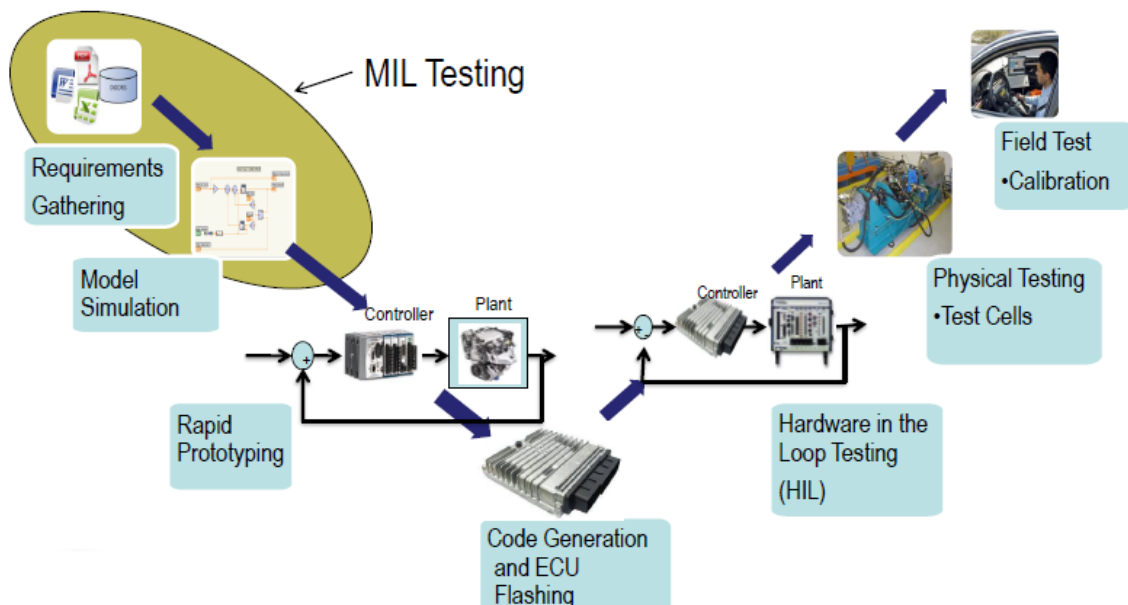 MIL Testing
Requirements
Gathering
Model
Simulation
Controller
Plant
Rapid
Prototyping
Code Generation
and ECU
Flashing
Controller
Plant
Hardware in the
Loop Testing
(HIL)
Physical Testing
•Test Cells
Field Test
•Calibration